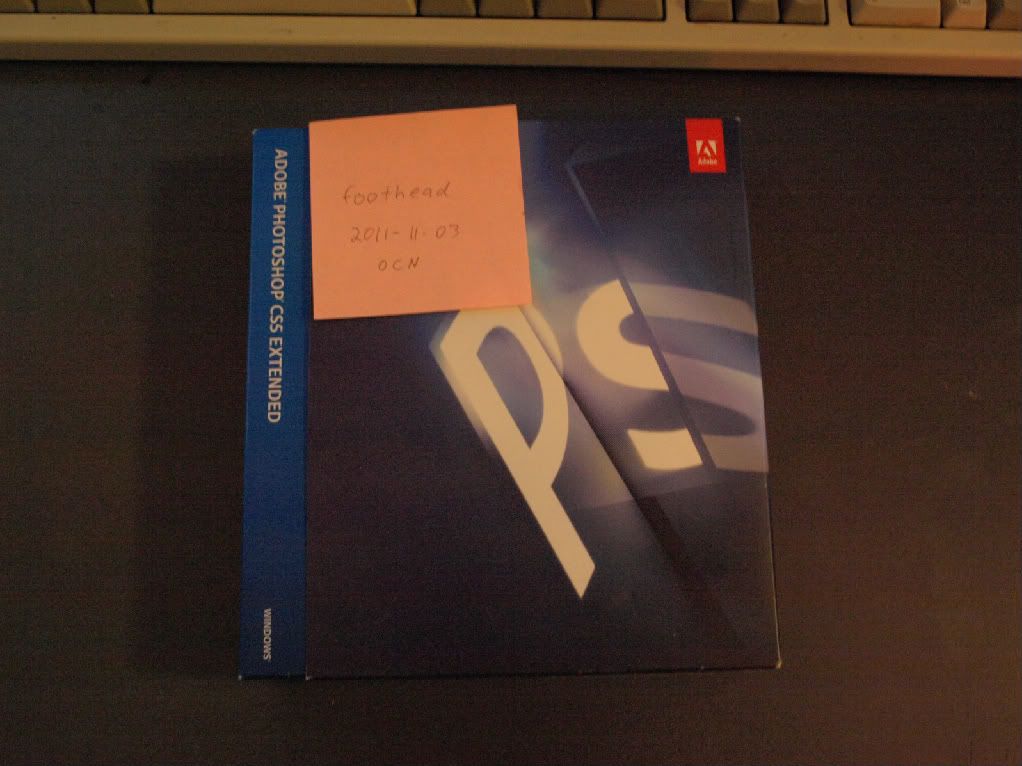 ADOBE PHOTOSHOP CS5 EXTENDED
WINDOWS
foothead
2011-11-03
OCN
Adobe
PS